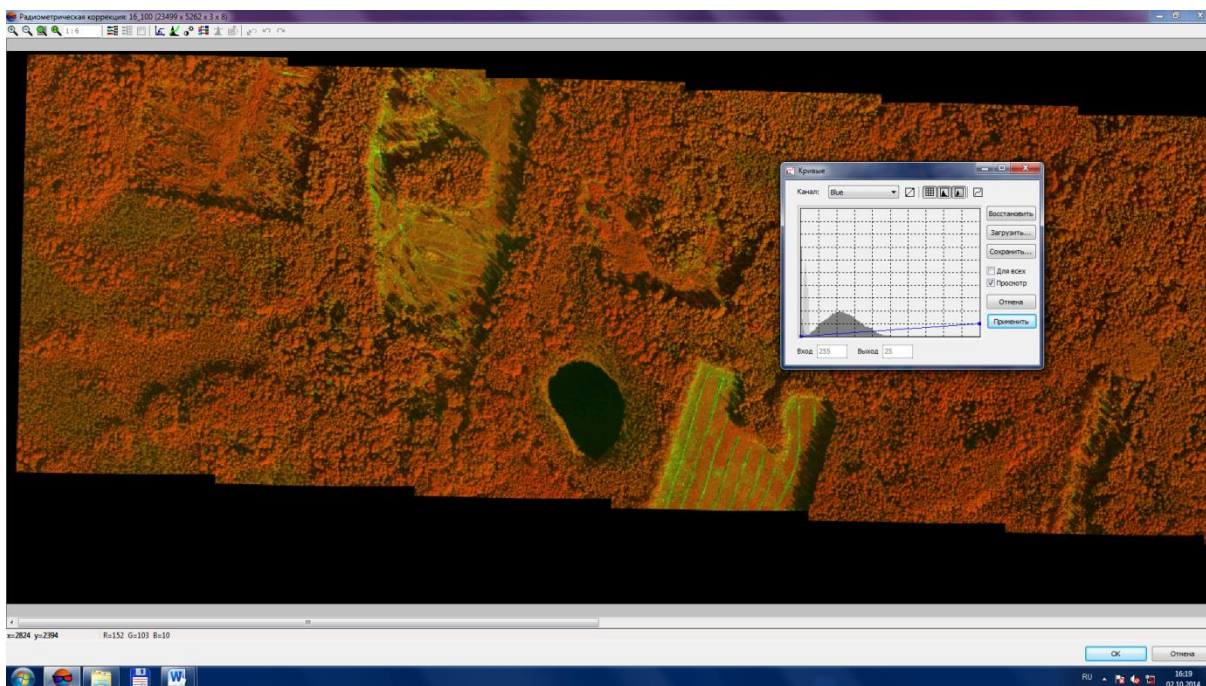 Радиометрическая коррекция: 16_100 (23499 x 5262 x 3 x 8)
1:6
Кривые
Канал: Blue
Восстановить
Загрузить...
Сохранить...
Для всех
Просмотр
Отмена
Применить
Вход 255 Выход 25
x=2824 y=2394 R=152 G=103 B=10
OK Отмена
RU 16:19
02.10.2014